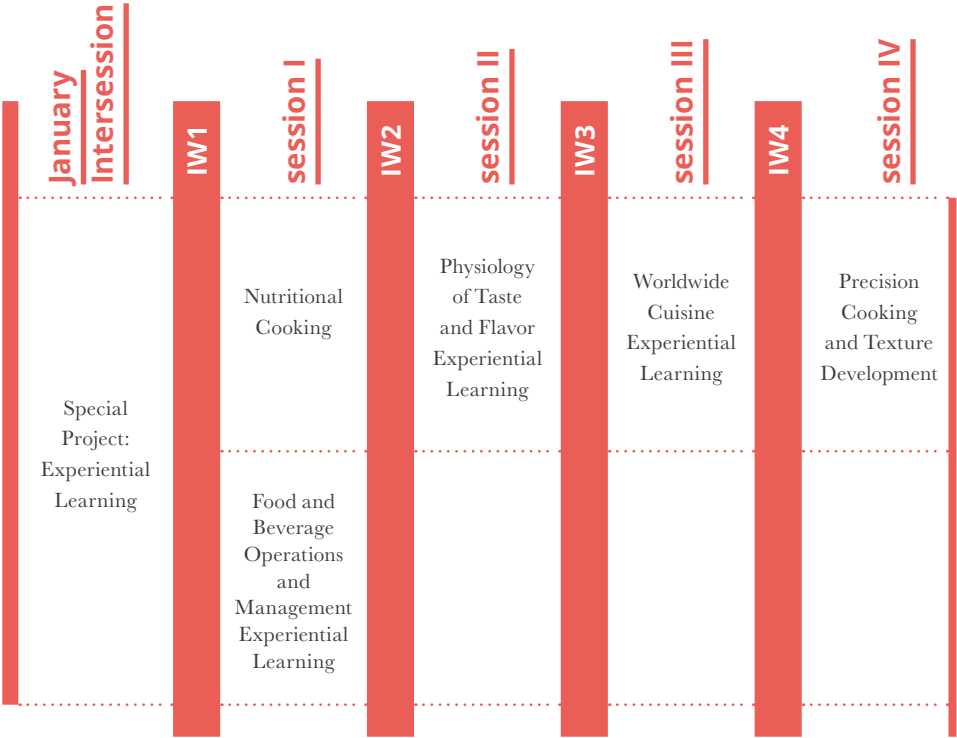 January
Intersession
IW1
session I
IW2
session II
IW3
session III
IW4
session IV
Special
Project:
Experiential
Learning
Nutritional
Cooking
Food and
Beverage
Operations
and
Management
Experiential
Learning
Physiology
of Taste
and Flavor
Experiential
Learning
Worldwide
Cuisine
Experiential
Learning
Precision
Cooking
and Texture
Development